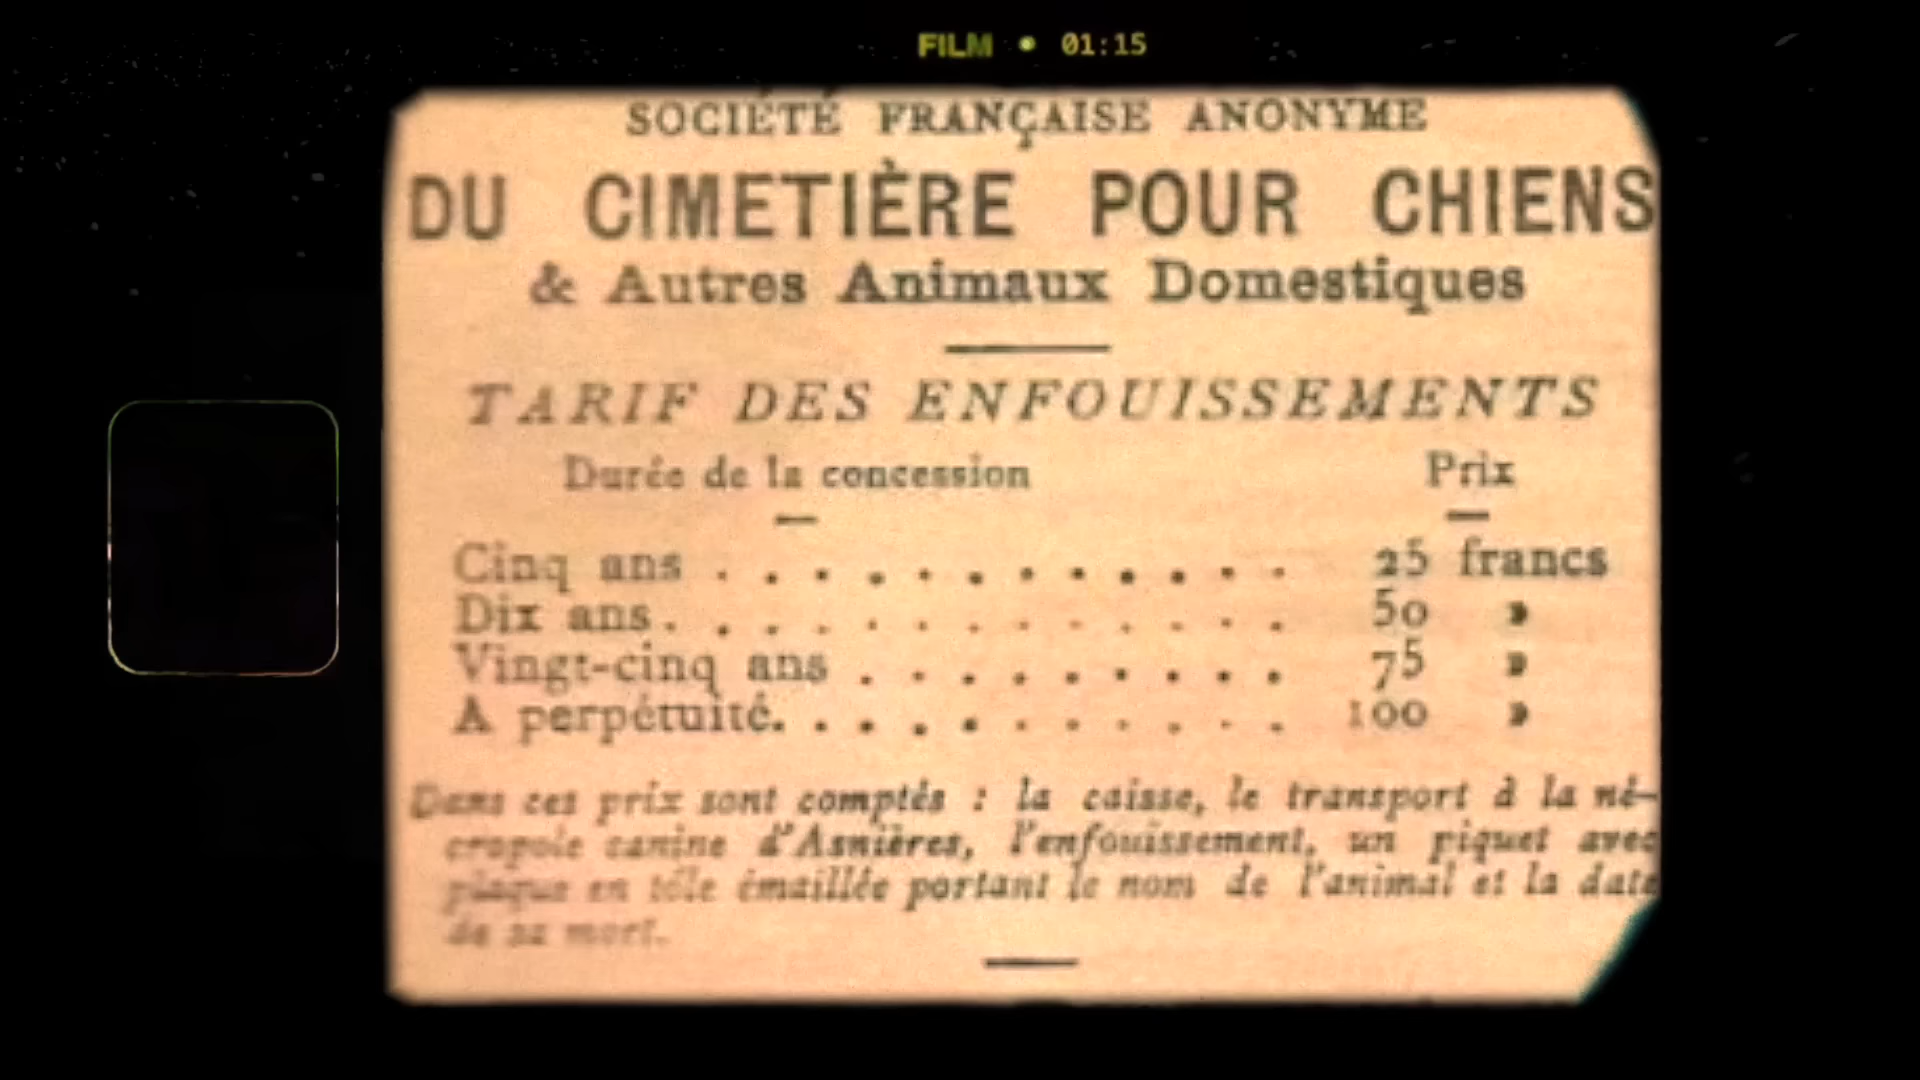 FILM • 01:15
SOCIÉTÉ FRANÇAISE ANONYME
DU CIMETIÈRE POUR CHIENS
& Autres Animaux Domestiques
TARIF DES ENFOUISSEMENTS
Durée de la concession Prix
Cinq ans . . . . . . . . . . . . 25 francs
Dix ans . . . . . . . . . . . . . 50 »
Vingt-cinq ans . . . . . . . . . 75 »
A perpétuité. . . . . . . . . . . 100 »
Dans ces prix sont comptés : la caisse, le transport à la né-
cropole canine d'Asnières, l'enfouissement, un piquet avec
plaque en tôle émaillée portant le nom de l'animal et la date
de sa mort.